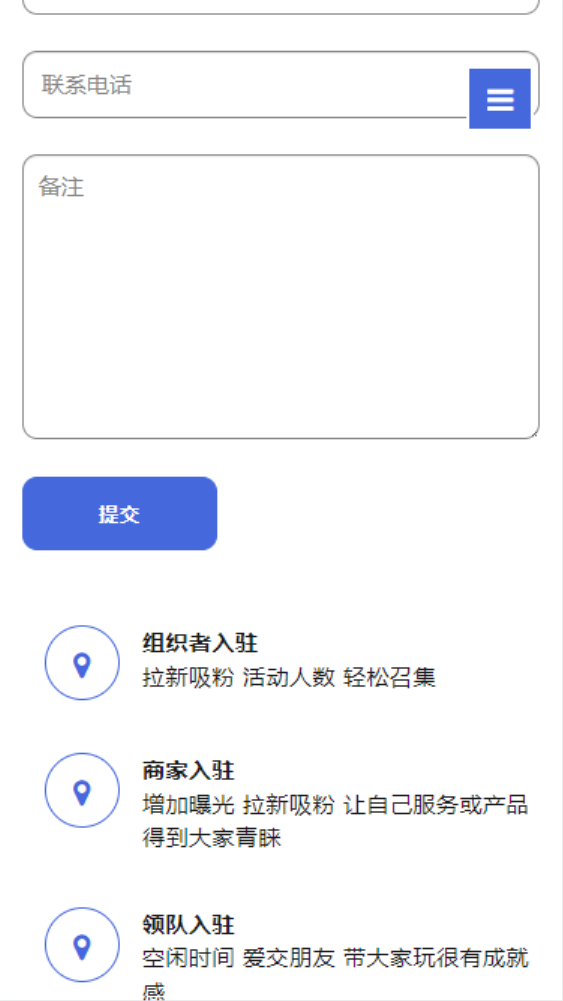 联系电话
备注
提交
组织者入驻
拉新吸粉 活动人数 轻松召集
商家入驻
增加曝光 拉新吸粉 让自己服务或产品
得到大家青睐
领队入驻
空闲时间 爱交朋友 带大家玩很有成就
感